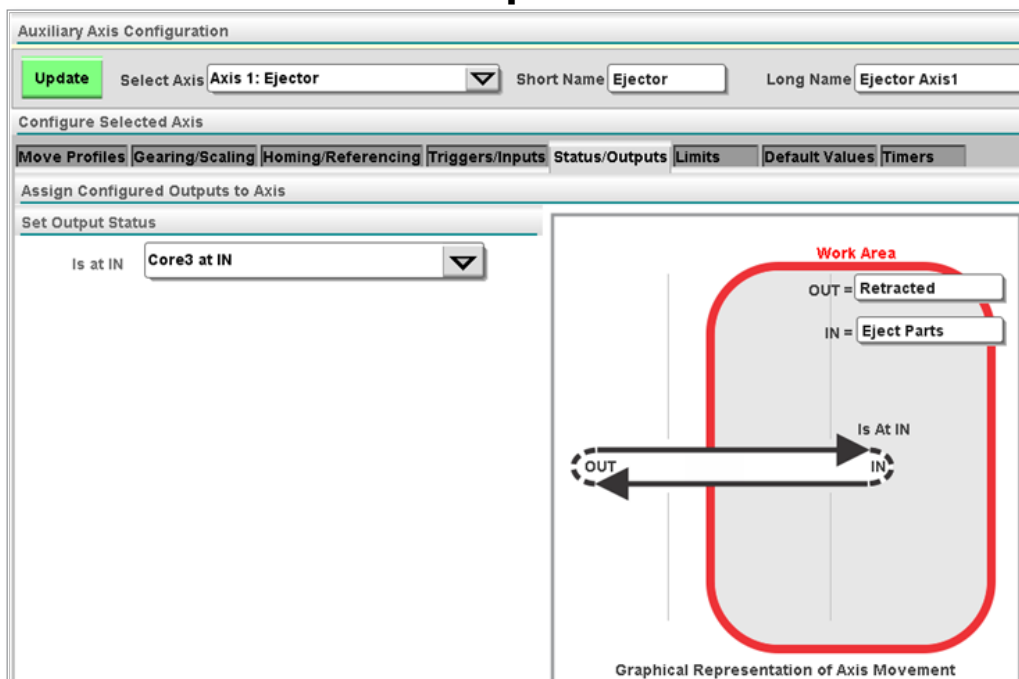 Auxiliary Axis Configuration
Update Select Axis Axis 1: Ejector Short Name Ejector Long Name Ejector Axis1
Configure Selected Axis
Move Profiles Gearing/Scaling Homing/Referencing Triggers/Inputs Status/Outputs Limits Default Values Timers
Assign Configured Outputs to Axis
Set Output Status
Is at IN Core3 at IN
Work Area
OUT = Retracted
IN = Eject Parts
Is At IN
OUT IN
Graphical Representation of Axis Movement